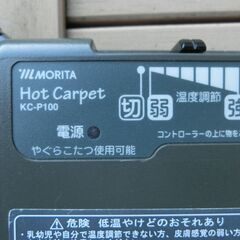 MORITA
Hot Carpet
KC-P100
切 弱 温度調節 強
コントローラーの上に物を
電源
やぐらこたつ使用可能
⚠危険 低温やけどのおそれあり
・乳幼児や自分で温度調節できない方、皮膚感覚の弱い